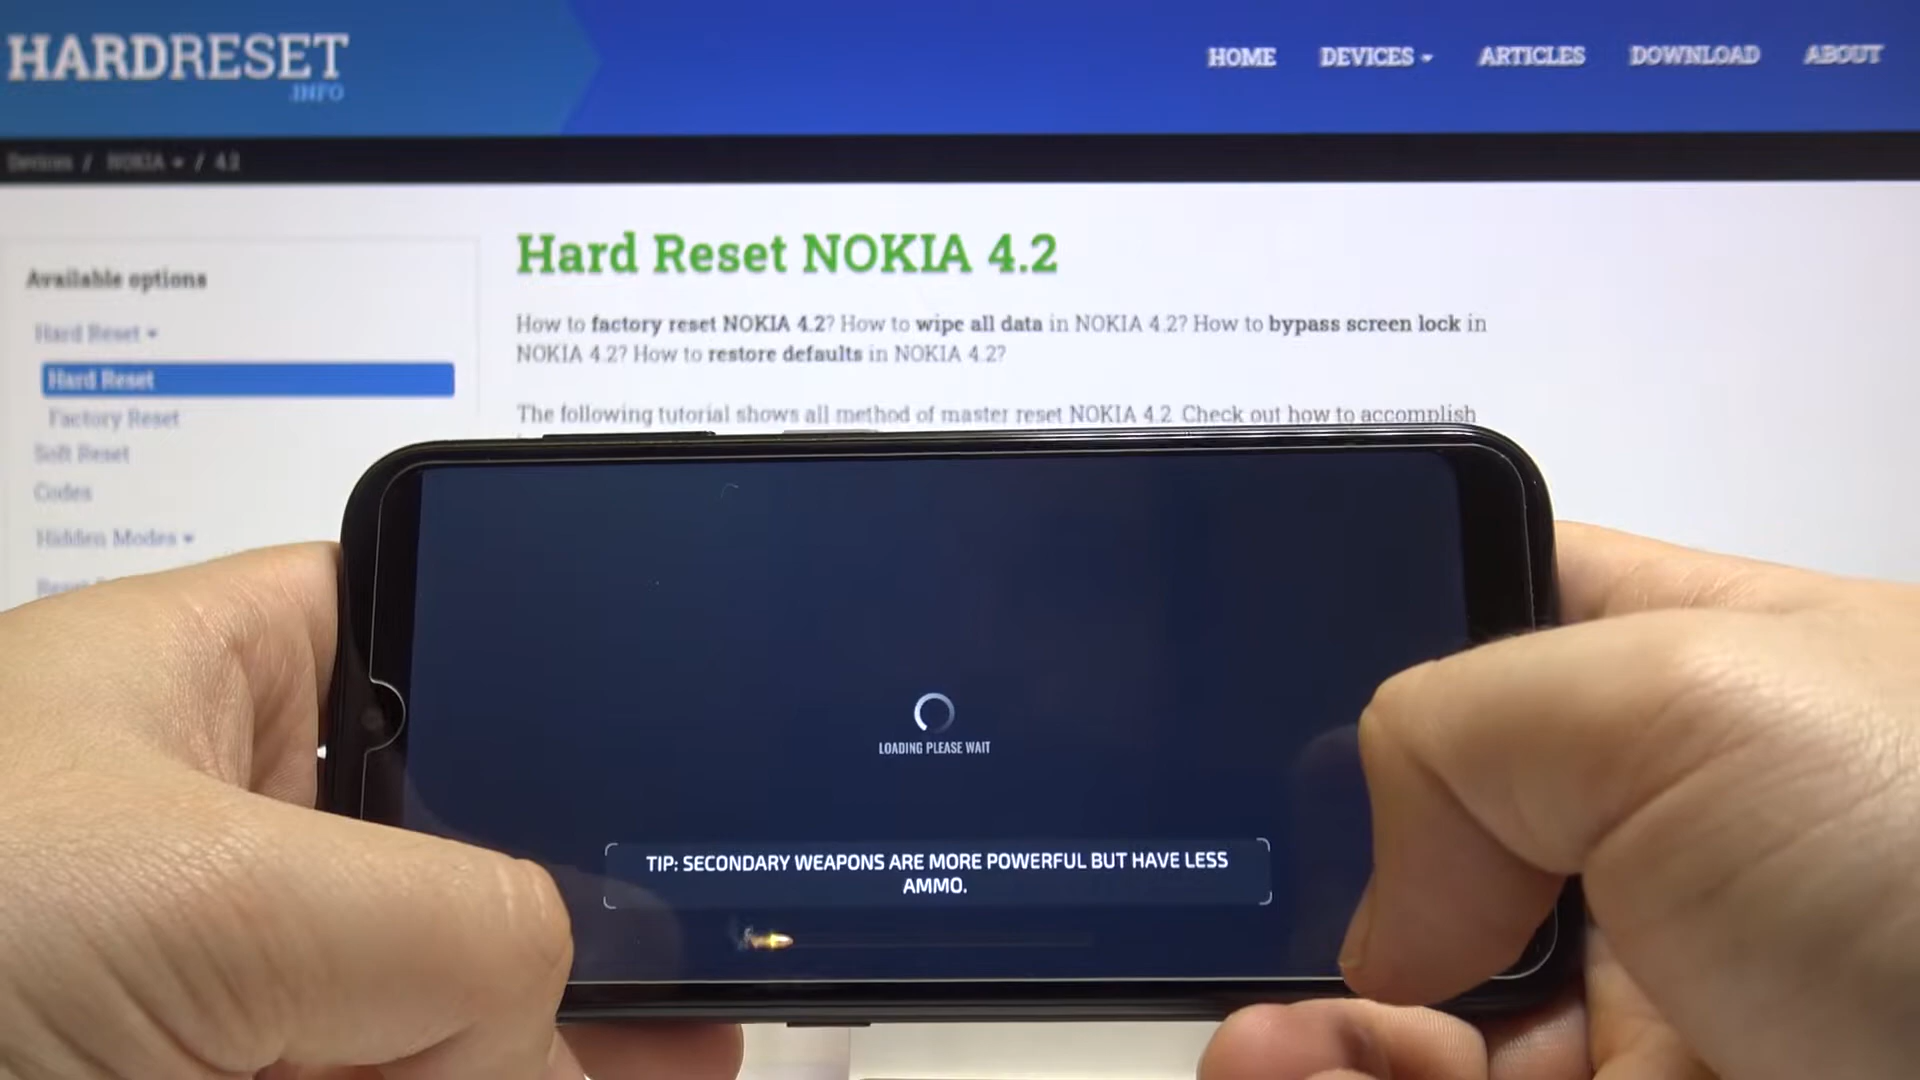 HARDRESET
.INFO
HOME DEVICES ARTICLES DOWNLOAD ABOUT
Devices / NOKIA / 4.2
Available options
Hard Reset
Hard Reset
Factory Reset
Soft Reset
Codes
Hidden Modes
Hard Reset NOKIA 4.2
How to factory reset NOKIA 4.2? How to wipe all data in NOKIA 4.2? How to bypass screen lock in
NOKIA 4.2? How to restore defaults in NOKIA 4.2?
The following tutorial shows all method of master reset NOKIA 4.2. Check out how to accomplish
LOADING PLEASE WAIT
TIP: SECONDARY WEAPONS ARE MORE POWERFUL BUT HAVE LESS
AMMO.